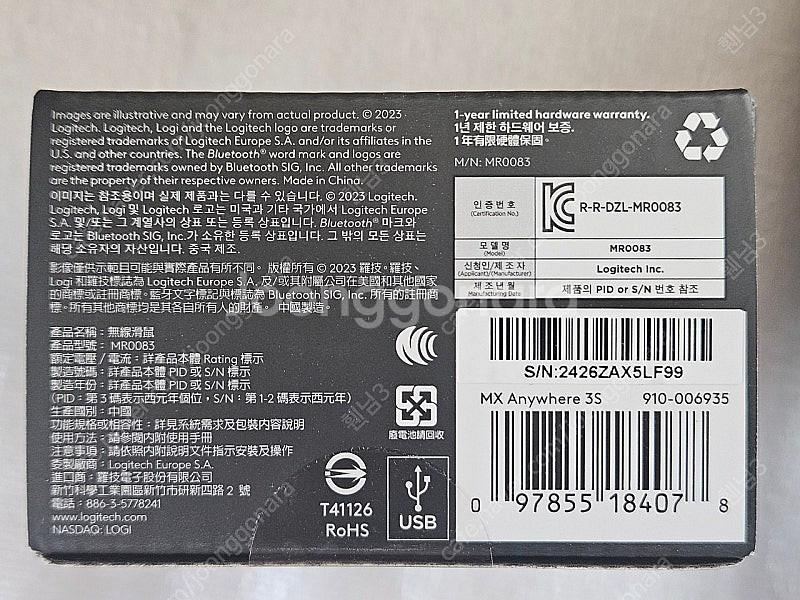 Images are illustrative and may vary from actual product. © 2023
Logitech. Logitech, Logi and the Logitech logo are trademarks or
registered trademarks of Logitech Europe S.A. and/or its affiliates in the
U.S. and other countries. The Bluetooth® word mark and logos are
registered trademarks owned by Bluetooth SIG, Inc. All other trademarks
are the property of their respective owners. Made in China.
이미지는 참조용이며 실제 제품과는 다를 수 있습니다. © 2023 Logitech.
Logitech, Logi 및 Logitech 로고는 미국과 기타 국가에서 Logitech Europe
S.A. 및/또는 그 계열사의 상표 또는 등록 상표입니다. Bluetooth® 마크와
로고는 Bluetooth SIG, Inc.가 소유한 등록 상표입니다. 그 밖의 모든 상표는
해당 소유자의 자산입니다. 중국 제조.
影像僅供示範且可能與實際產品有所不同。 版權所有 © 2023 羅技。羅技、
Logi 和羅技標誌為 Logitech Europe S.A. 及/或其附屬公司在美國和其他國家
的商標或註冊商標。藍牙文字標記與標誌為 Bluetooth SIG, Inc. 所有的註冊商
標。所有其他商標均是其各自所有人的財產。 中國製造。
產品名稱: 無線滑鼠
產品型號: MR0083
額定電壓 / 電流: 詳產品本體 Rating 標示
製造號碼: 詳產品本體 PID 或 S/N 標示
製造年份: 詳產品本體 PID 或 S/N 標示
(PID: 第 3 碼表示西元年個位, S/N: 第 1-2 碼表示西元年)
生產國別: 中國
功能規格或相容性: 詳見系統需求及包裝內容說明
使用方法: 請參閱內附使用手冊
注意事項: 請依照內附說明文件指示安裝及操作
委製廠商: Logitech Europe S.A.
進口商: 羅技電子股份有限公司
新竹科學工業園區新竹市研新四路 2 號
電話: 886-3-5778241
www.logitech.com
NASDAQ: LOGI
廢電池請回收
T41126
RoHS
USB
1-year limited hardware warranty.
1년 제한 하드웨어 보증.
1 年有限硬體保固。
M/N: MR0083
인증번호
(Certification No.)
R-R-DZL-MR0083
모델명
(Model)
MR0083
신청인/제조자
(Applicant)/(Manufacturer)
Logitech Inc.
제조년월
Manufacturing Date
제품의 PID or S/N 번호 참조
S/N:2426ZAX5LF99
MX Anywhere 3S 910-006935
0 97855 18407 8
joonggonara